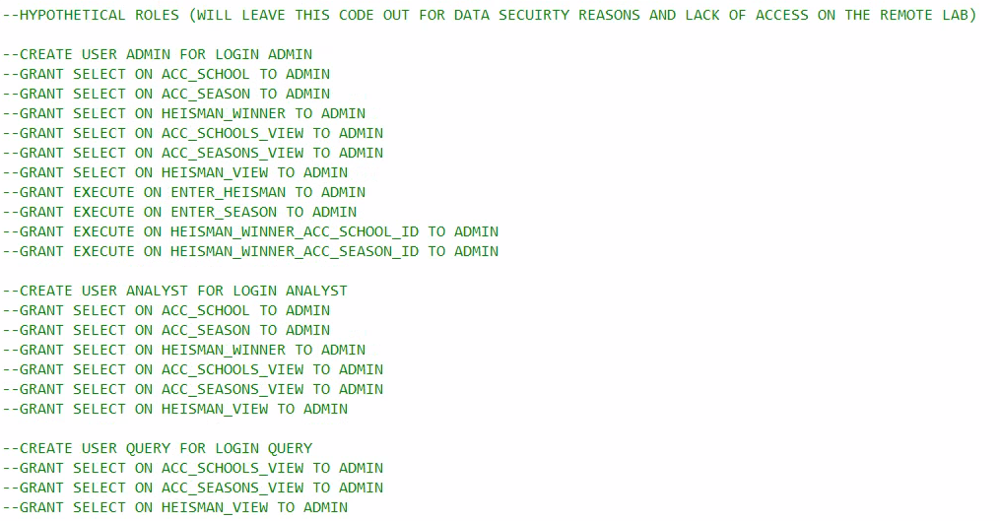 --HYPOTHETICAL ROLES (WILL LEAVE THIS CODE OUT FOR DATA SECUIRTY REASONS AND LACK OF ACCESS ON THE REMOTE LAB)
--CREATE USER ADMIN FOR LOGIN ADMIN
--GRANT SELECT ON ACC_SCHOOL TO ADMIN
--GRANT SELECT ON ACC_SEASON TO ADMIN
--GRANT SELECT ON HEISMAN_WINNER TO ADMIN
--GRANT SELECT ON ACC_SCHOOLS_VIEW TO ADMIN
--GRANT SELECT ON ACC_SEASONS_VIEW TO ADMIN
--GRANT SELECT ON HEISMAN_VIEW TO ADMIN
--GRANT EXECUTE ON ENTER_HEISMAN TO ADMIN
--GRANT EXECUTE ON ENTER_SEASON TO ADMIN
--GRANT EXECUTE ON HEISMAN_WINNER_ACC_SCHOOL_ID TO ADMIN
--GRANT EXECUTE ON HEISMAN_WINNER_ACC_SEASON_ID TO ADMIN
--CREATE USER ANALYST FOR LOGIN ANALYST
--GRANT SELECT ON ACC_SCHOOL TO ADMIN
--GRANT SELECT ON ACC_SEASON TO ADMIN
--GRANT SELECT ON HEISMAN_WINNER TO ADMIN
--GRANT SELECT ON ACC_SCHOOLS_VIEW TO ADMIN
--GRANT SELECT ON ACC_SEASONS_VIEW TO ADMIN
--GRANT SELECT ON HEISMAN_VIEW TO ADMIN
--CREATE USER QUERY FOR LOGIN QUERY
--GRANT SELECT ON ACC_SCHOOLS_VIEW TO ADMIN
--GRANT SELECT ON ACC_SEASONS_VIEW TO ADMIN
--GRANT SELECT ON HEISMAN_VIEW TO ADMIN